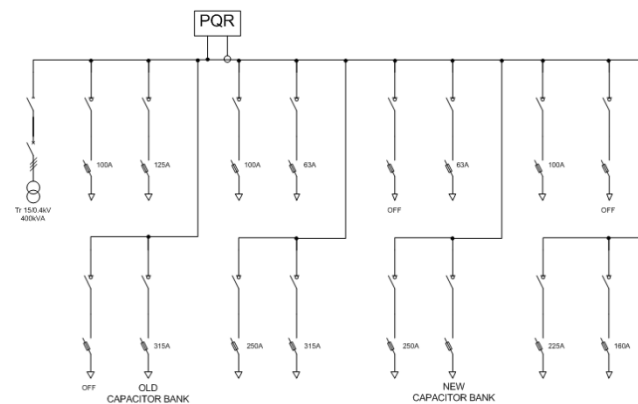 PQR
100A
125A
100A
63A
63A
100A
OFF
OFF
Tr 15/0.4kV
400kVA
315A
250A
315A
250A
225A
160A
OFF
OLD
CAPACITOR BANK
NEW
CAPACITOR BANK